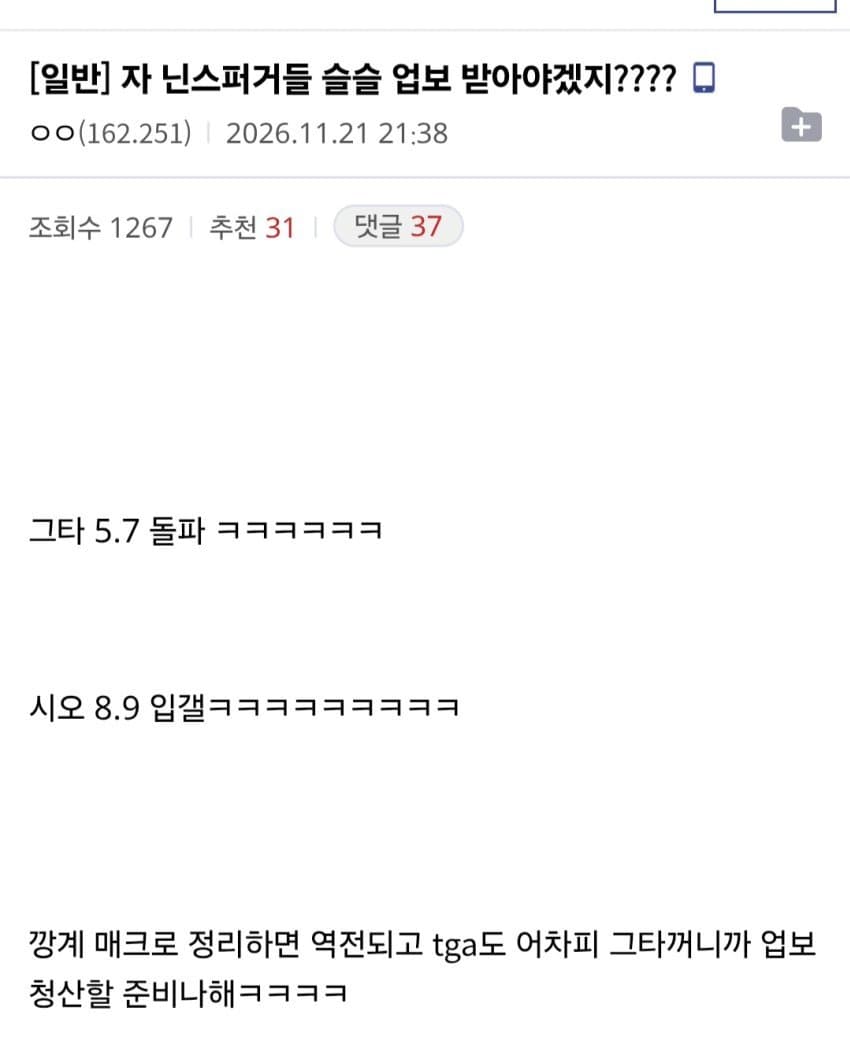 [일반] 자 닌스퍼거들 슬슬 업보 받아야겠지????
ㅇㅇ(162.251) 2026.11.21 21:38
조회수 1267 추천 31 댓글 37
그타 5.7 돌파 ㅋㅋㅋㅋㅋㅋ
시오 8.9 입갤ㅋㅋㅋㅋㅋㅋㅋㅋㅋ
깡계 매크로 정리하면 역전되고 tga도 어차피 그타꺼니까 업보
청산할 준비나해ㅋㅋㅋㅋ